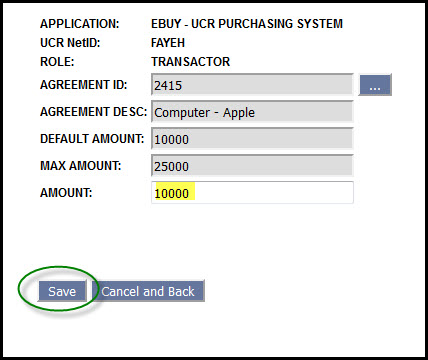 APPLICATION: EBUY - UCR PURCHASING SYSTEM
UCR NetID: FAYEH
ROLE: TRANSACTOR
AGREEMENT ID: 2415 ...
AGREEMENT DESC: Computer - Apple
DEFAULT AMOUNT: 10000
MAX AMOUNT: 25000
AMOUNT: 10000
Save Cancel and Back